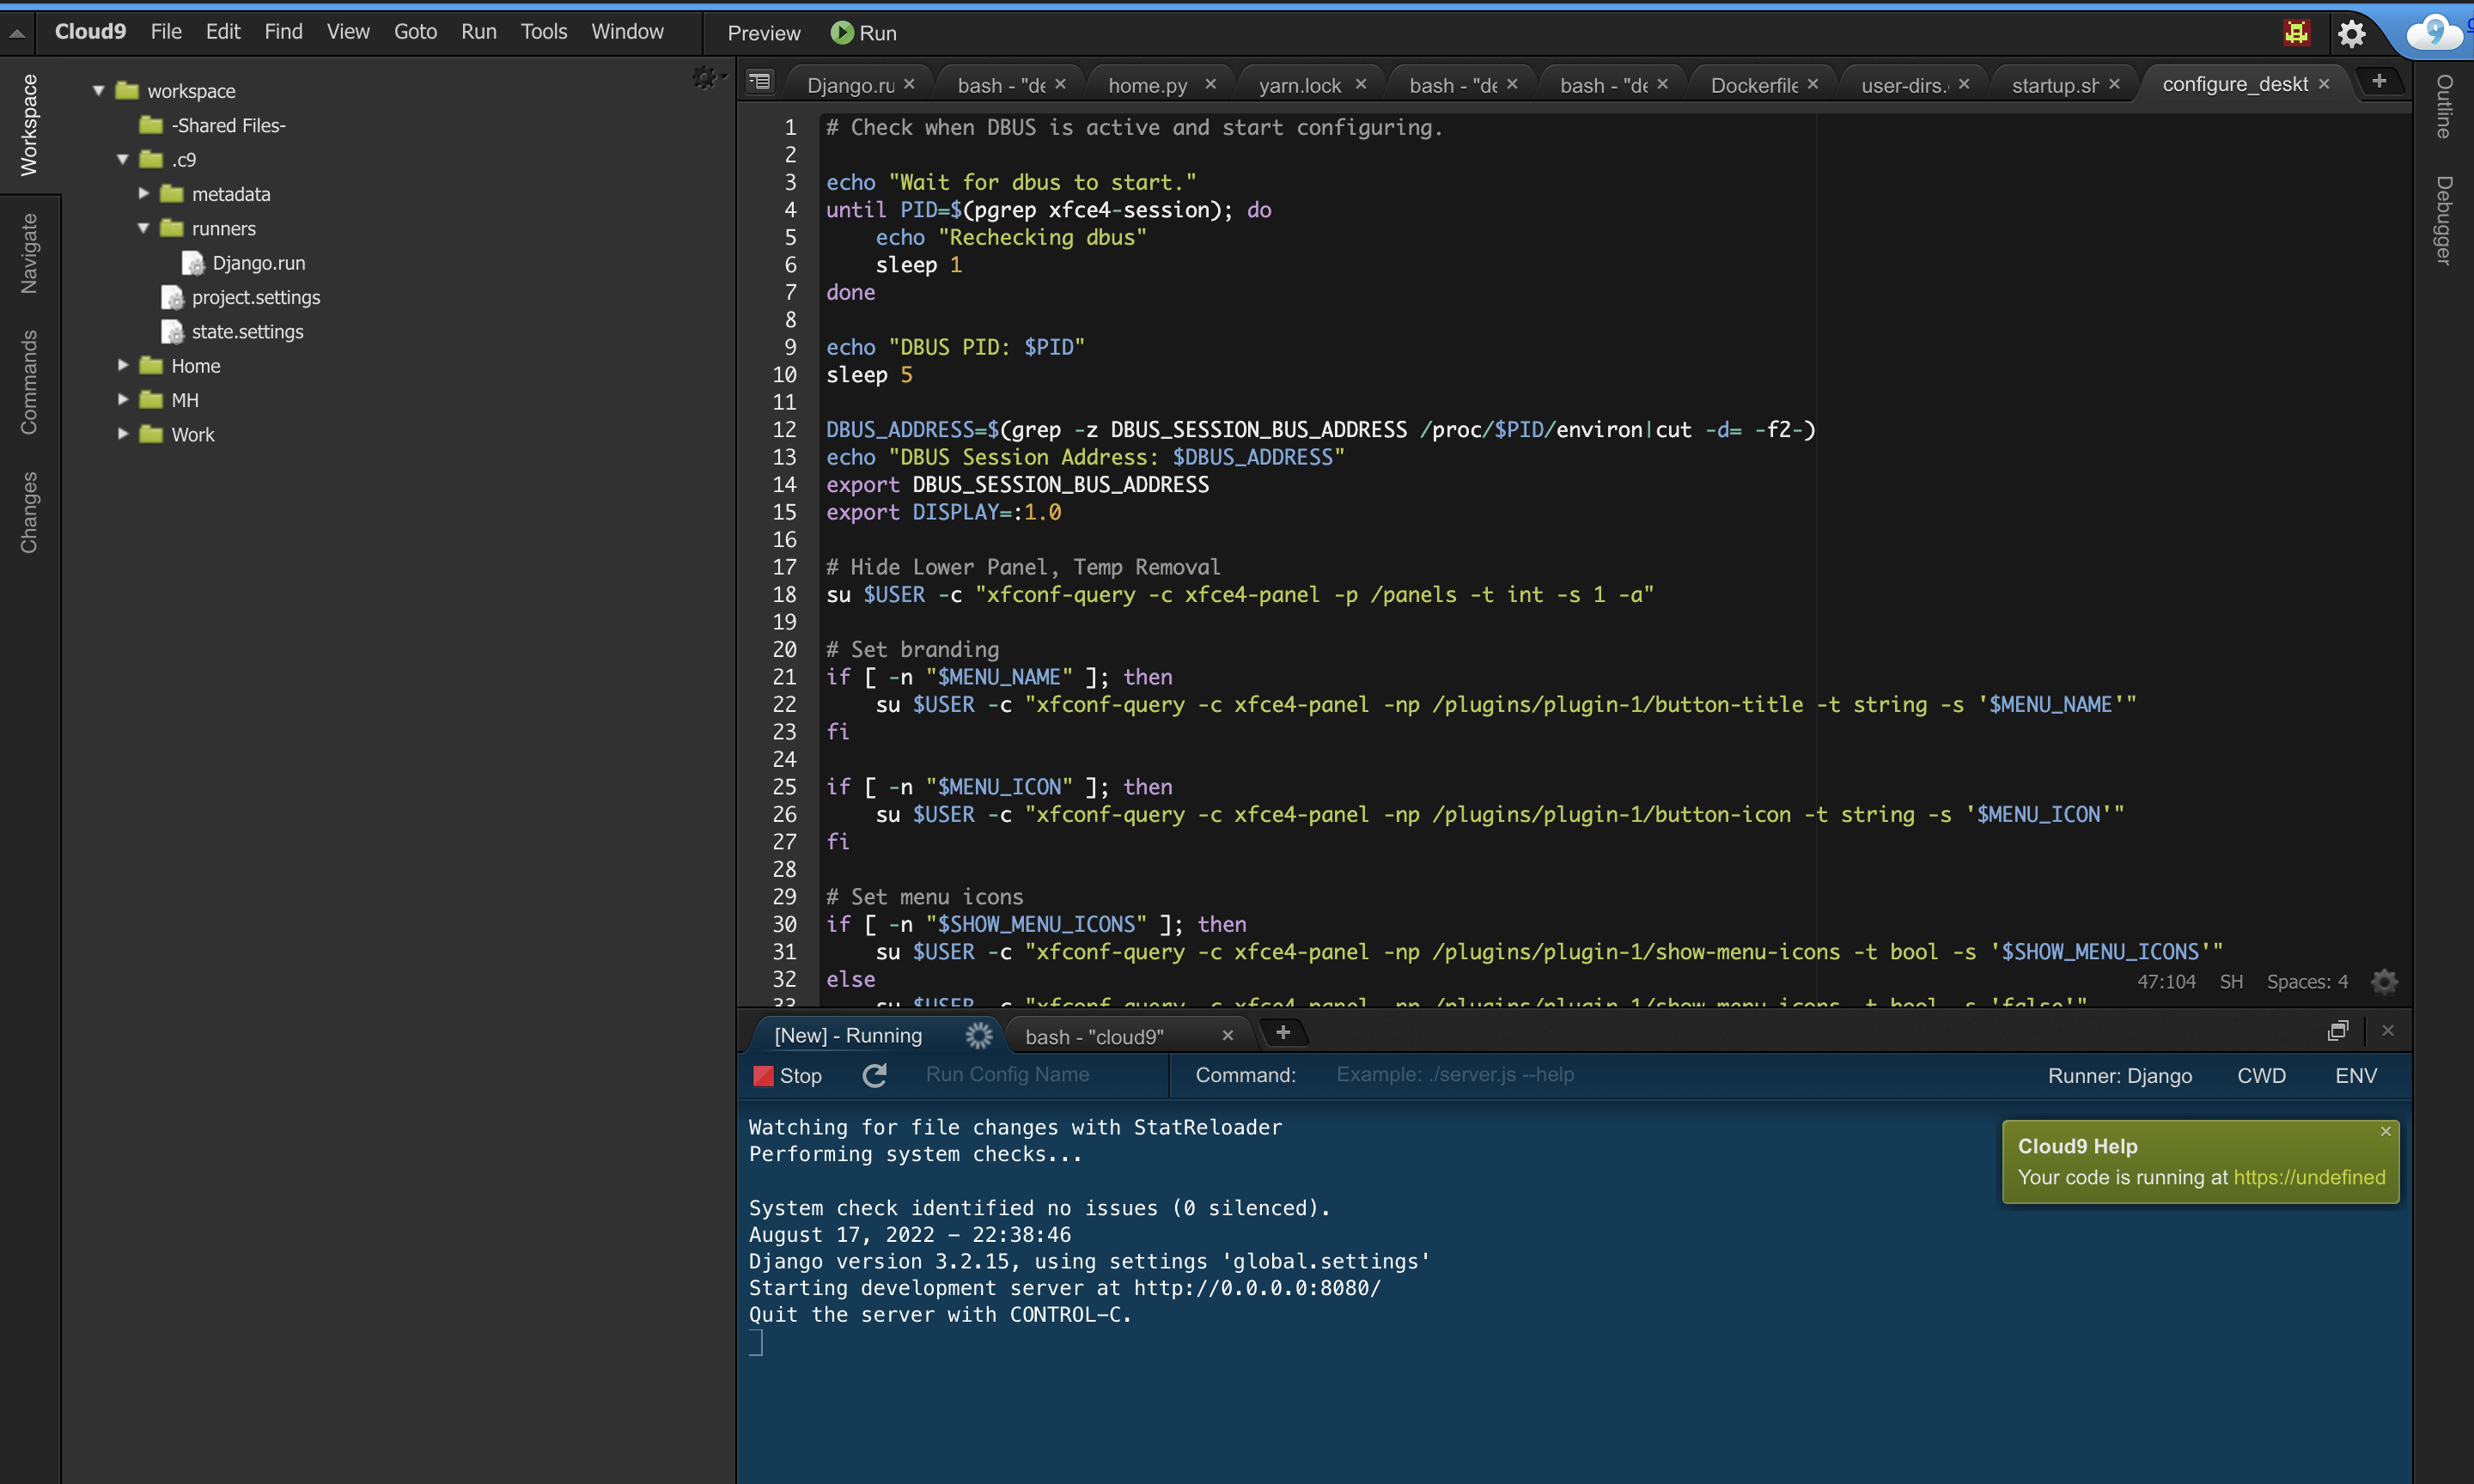 Cloud9 File Edit Find View Goto Run Tools Window Preview Run
Workspace
Navigate
Commands
Changes
workspace
-Shared Files-
.c9
metadata
runners
Django.run
project.settings
state.settings
Home
MH
Work
Django.ru bash - "de home.py yarn.lock bash - "de bash - "de Dockerfile user-dirs. startup.sh configure_deskt
Outline
Debugger
1 # Check when DBUS is active and start configuring.
2
3 echo "Wait for dbus to start."
4 until PID=$(pgrep xfce4-session); do
5 echo "Rechecking dbus"
6 sleep 1
7 done
8
9 echo "DBUS PID: $PID"
10 sleep 5
11
12 DBUS_ADDRESS=$(grep -z DBUS_SESSION_BUS_ADDRESS /proc/$PID/environ|cut -d= -f2-)
13 echo "DBUS Session Address: $DBUS_ADDRESS"
14 export DBUS_SESSION_BUS_ADDRESS
15 export DISPLAY=:1.0
16
17 # Hide Lower Panel, Temp Removal
18 su $USER -c "xfconf-query -c xfce4-panel -p /panels -t int -s 1 -a"
19
20 # Set branding
21 if [ -n "$MENU_NAME" ]; then
22 su $USER -c "xfconf-query -c xfce4-panel -np /plugins/plugin-1/button-title -t string -s '$MENU_NAME'"
23 fi
24
25 if [ -n "$MENU_ICON" ]; then
26 su $USER -c "xfconf-query -c xfce4-panel -np /plugins/plugin-1/button-icon -t string -s '$MENU_ICON'"
27 fi
28
29 # Set menu icons
30 if [ -n "$SHOW_MENU_ICONS" ]; then
31 su $USER -c "xfconf-query -c xfce4-panel -np /plugins/plugin-1/show-menu-icons -t bool -s '$SHOW_MENU_ICONS'"
32 else
33 su $USER -c "xfconf-query -c xfce4-panel -np /plugins/plugin-1/show-menu-icons -t bool -s 'false'"
47:104 SH Spaces: 4
[New] - Running bash - "cloud9"
Stop Run Config Name Command: Example: ./server.js --help Runner: Django CWD ENV
Watching for file changes with StatReloader
Performing system checks...
System check identified no issues (0 silenced).
August 17, 2022 - 22:38:46
Django version 3.2.15, using settings 'global.settings'
Starting development server at http://0.0.0.0:8080/
Quit the server with CONTROL-C.
Cloud9 Help
Your code is running at https://undefined